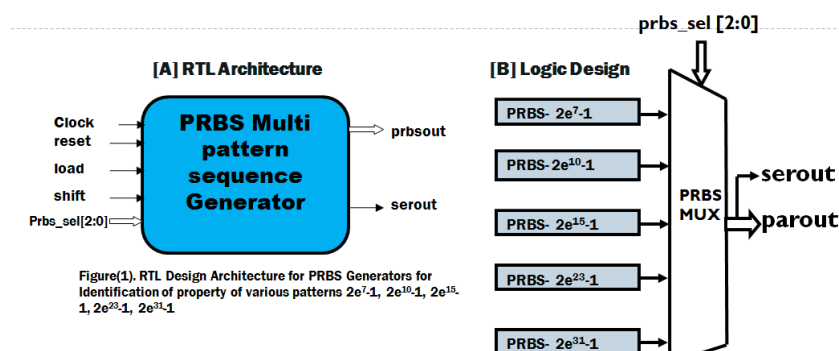 prbs_sel [2:0]
[A] RTL Architecture
[B] Logic Design
Clock
reset
load
shift
Prbs_sel[2:0]
PRBS Multi
pattern
sequence
Generator
prbsout
serout
Figure(1). RTL Design Architecture for PRBS Generators for
Identification of property of various patterns 2e⁷-1, 2e¹⁰-1, 2e¹⁵-
1, 2e²³-1, 2e³¹-1
PRBS- 2e⁷-1
PRBS- 2e¹⁰-1
PRBS- 2e¹⁵-1
PRBS- 2e²³-1
PRBS- 2e³¹-1
PRBS
MUX
serout
parout